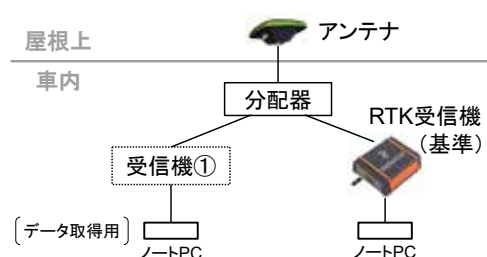 屋根上
アンテナ
車内
分配器
RTK受信機
（基準）
受信機①
データ取得用
ノートPC
ノートPC